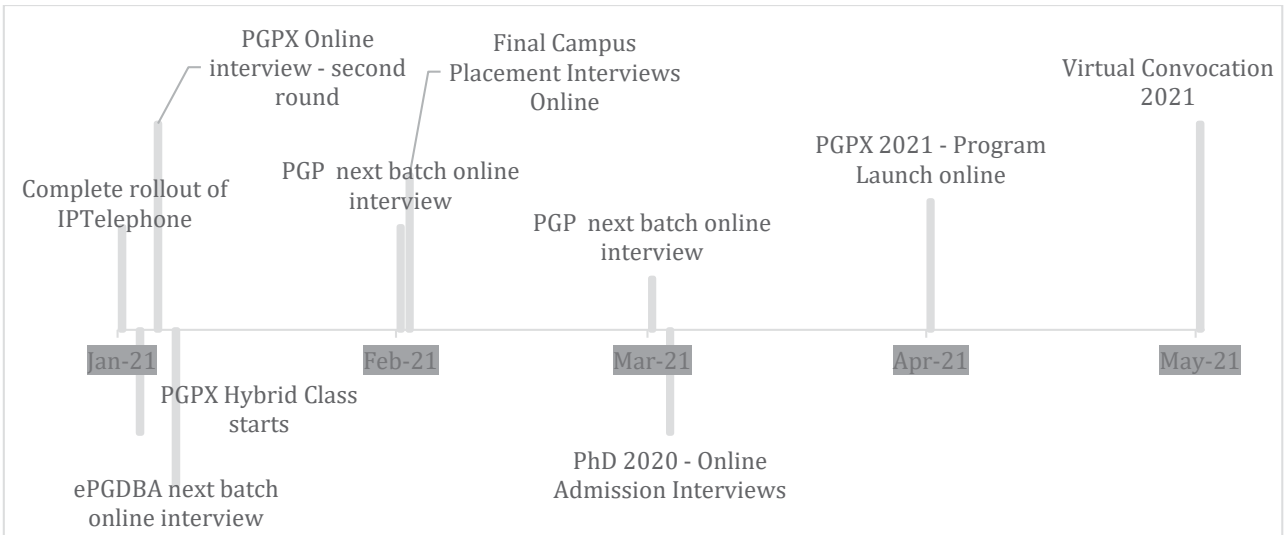 PGPX Online
interview - second
round
Final Campus
Placement Interviews
Online
Virtual Convocation
2021
PGPX 2021 - Program
Launch online
PGP next batch online
interview
Complete rollout of
IPTelephone
PGP next batch online
interview
Jan-21
Feb-21
Mar-21
Apr-21
May-21
PGPX Hybrid Class
starts
PhD 2020 - Online
Admission Interviews
ePGDBA next batch
online interview